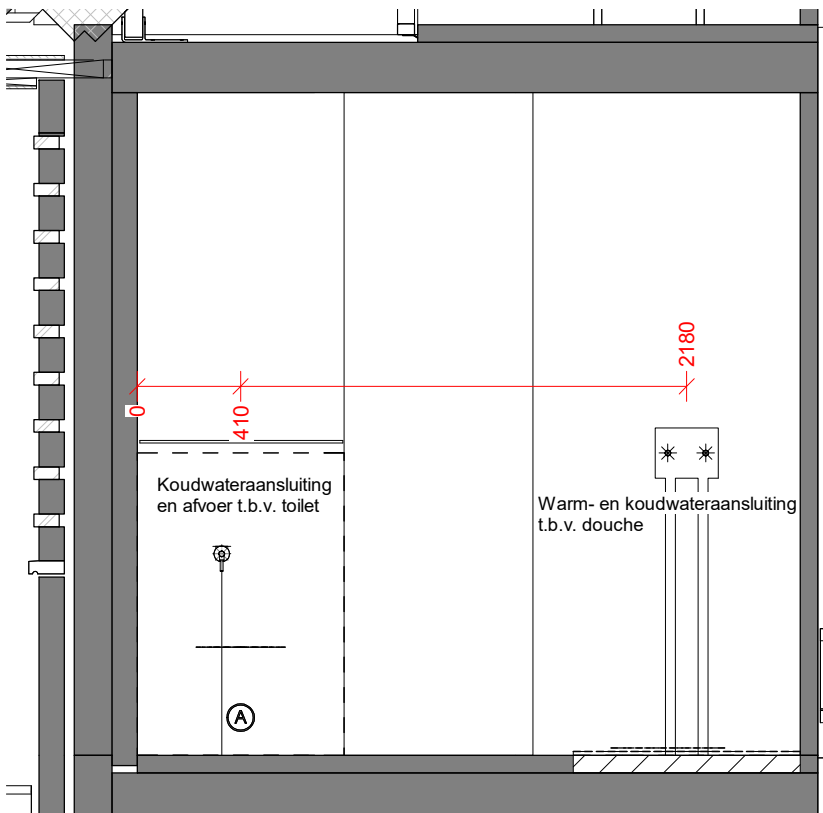 2180
0
410
Koudwateraansluiting
en afvoer t.b.v. toilet
Warm- en koudwateraansluiting
t.b.v. douche
A